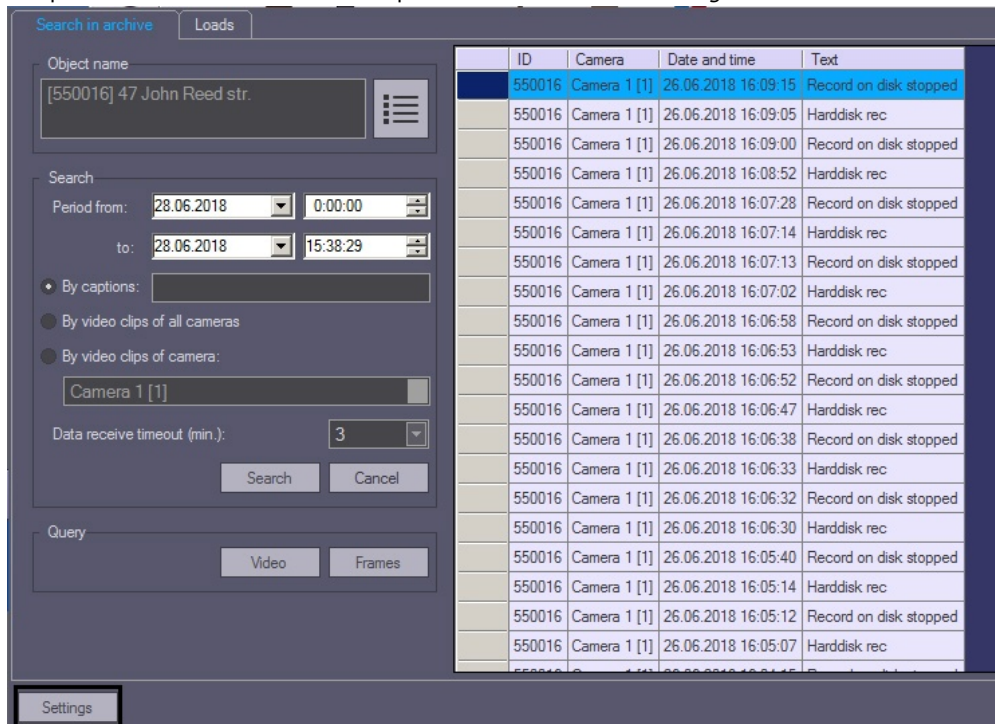 Search in archive Loads
Object name
[550016] 47 John Reed str.
Search
Period from: 28.06.2018 0:00:00
to: 28.06.2018 15:38:29
By captions:
By video clips of all cameras
By video clips of camera:
Camera 1 [1]
Data receive timeout (min.): 3
Search Cancel
Query
Video Frames
ID Camera Date and time Text
550016 Camera 1 [1] 26.06.2018 16:09:15 Record on disk stopped
550016 Camera 1 [1] 26.06.2018 16:09:05 Harddisk rec
550016 Camera 1 [1] 26.06.2018 16:09:00 Record on disk stopped
550016 Camera 1 [1] 26.06.2018 16:08:52 Harddisk rec
550016 Camera 1 [1] 26.06.2018 16:07:28 Record on disk stopped
550016 Camera 1 [1] 26.06.2018 16:07:14 Harddisk rec
550016 Camera 1 [1] 26.06.2018 16:07:13 Record on disk stopped
550016 Camera 1 [1] 26.06.2018 16:07:02 Harddisk rec
550016 Camera 1 [1] 26.06.2018 16:06:58 Record on disk stopped
550016 Camera 1 [1] 26.06.2018 16:06:53 Harddisk rec
550016 Camera 1 [1] 26.06.2018 16:06:52 Record on disk stopped
550016 Camera 1 [1] 26.06.2018 16:06:47 Harddisk rec
550016 Camera 1 [1] 26.06.2018 16:06:38 Record on disk stopped
550016 Camera 1 [1] 26.06.2018 16:06:33 Harddisk rec
550016 Camera 1 [1] 26.06.2018 16:06:32 Record on disk stopped
550016 Camera 1 [1] 26.06.2018 16:06:30 Harddisk rec
550016 Camera 1 [1] 26.06.2018 16:05:40 Record on disk stopped
550016 Camera 1 [1] 26.06.2018 16:05:14 Harddisk rec
550016 Camera 1 [1] 26.06.2018 16:05:12 Record on disk stopped
550016 Camera 1 [1] 26.06.2018 16:05:07 Harddisk rec
Settings